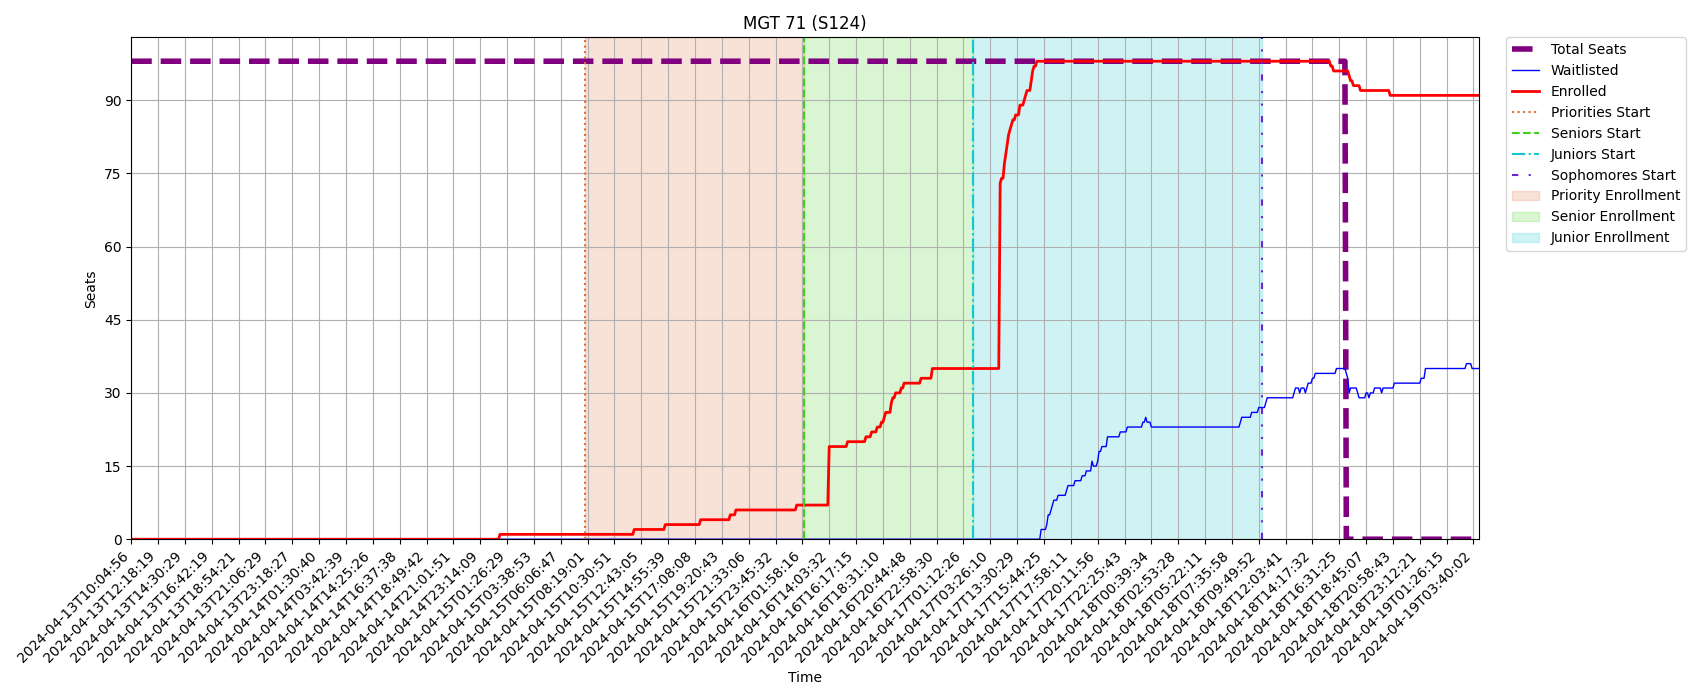 MGT 71 (S124)
Total Seats
Waitlisted
Enrolled
Priorities Start
Seniors Start
Juniors Start
Sophomores Start
Priority Enrollment
Senior Enrollment
Junior Enrollment
Seats
90
75
60
45
30
15
0
2024-04-13T10:04:56
2024-04-13T12:18:19
2024-04-13T14:30:29
2024-04-13T16:42:19
2024-04-13T18:54:21
2024-04-13T21:06:29
2024-04-13T23:18:27
2024-04-14T01:30:40
2024-04-14T03:42:39
2024-04-14T14:25:26
2024-04-14T16:37:38
2024-04-14T18:49:42
2024-04-14T21:01:51
2024-04-14T23:14:09
2024-04-15T01:26:29
2024-04-15T03:38:53
2024-04-15T06:06:47
2024-04-15T08:19:01
2024-04-15T10:30:51
2024-04-15T12:43:05
2024-04-15T14:55:39
2024-04-15T17:08:08
2024-04-15T19:20:43
2024-04-15T21:33:06
2024-04-15T23:45:32
2024-04-16T01:58:16
2024-04-16T14:03:32
2024-04-16T16:17:15
2024-04-16T18:31:10
2024-04-16T20:44:48
2024-04-16T22:58:30
2024-04-17T01:12:26
2024-04-17T03:26:10
2024-04-17T13:30:29
2024-04-17T15:44:25
2024-04-17T17:58:11
2024-04-17T20:11:56
2024-04-17T22:25:43
2024-04-18T00:39:34
2024-04-18T02:53:28
2024-04-18T05:22:11
2024-04-18T07:35:58
2024-04-18T09:49:52
2024-04-18T12:03:41
2024-04-18T14:17:32
2024-04-18T16:31:25
2024-04-18T18:45:07
2024-04-18T20:58:43
2024-04-18T23:12:21
2024-04-19T01:26:15
2024-04-19T03:40:02
Time